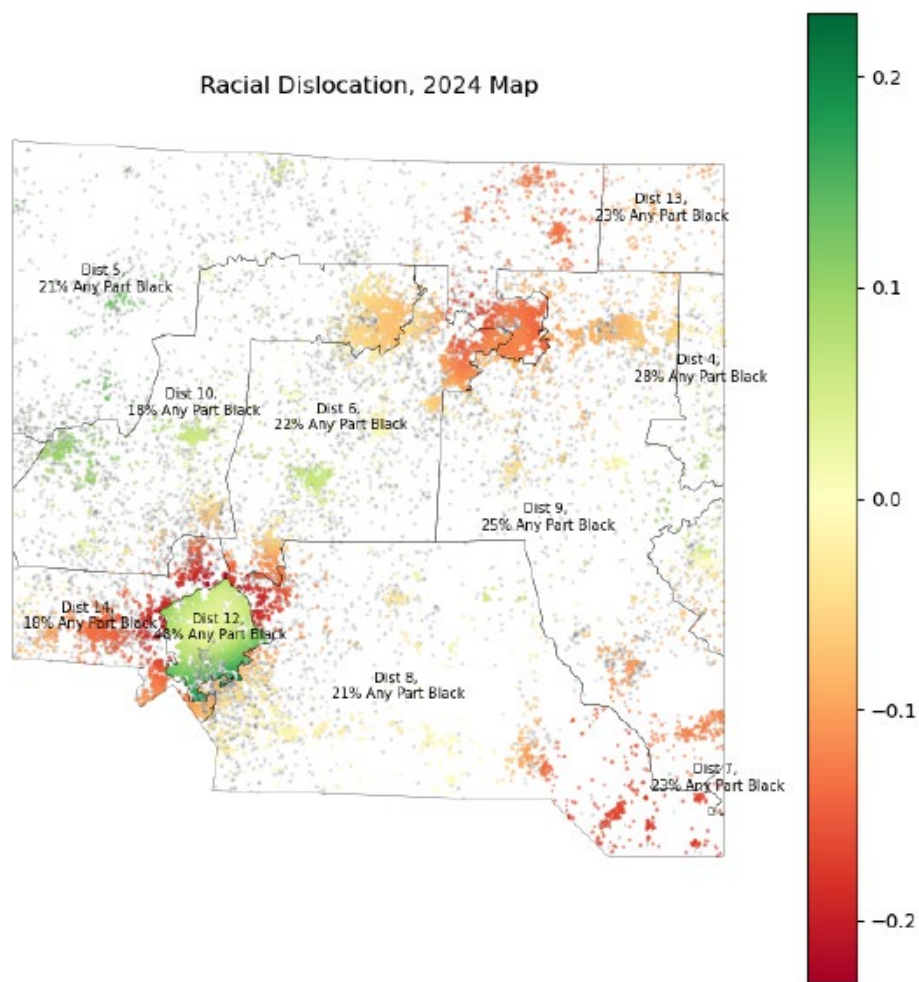 Racial Dislocation, 2024 Map
0.2
Dist 13,
23% Any Part Black
Dist 5,
21% Any Part Black
0.1
Dist 4,
28% Any Part Black
Dist 10,
18% Any Part Black
Dist 6,
22% Any Part Black
0.0
Dist 9,
25% Any Part Black
Dist 14,
18% Any Part Black
Dist 12,
48% Any Part Black
Dist 8,
21% Any Part Black
−0.1
Dist 7,
23% Any Part Black
−0.2